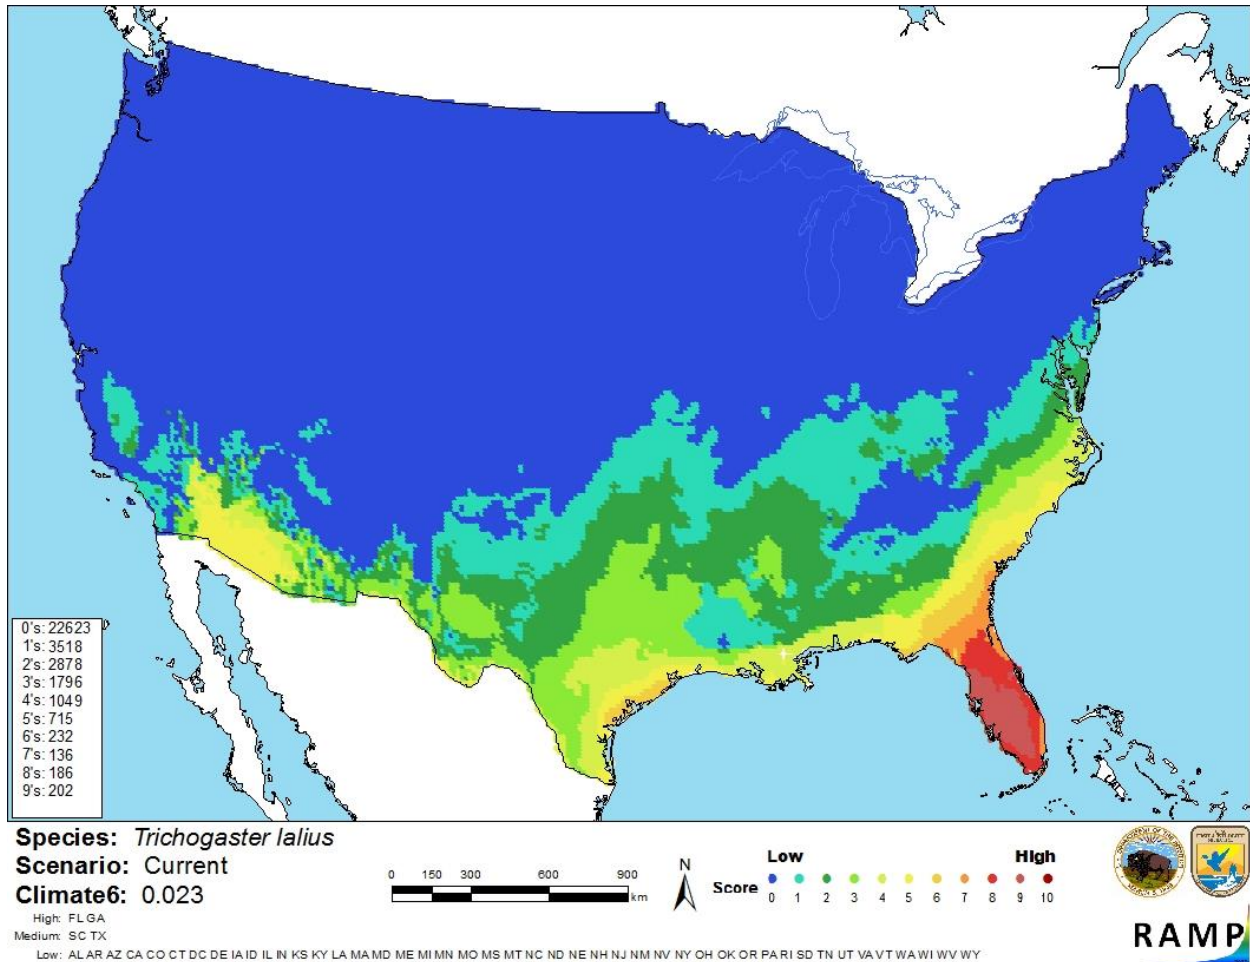 0's: 22623
1's: 3518
2's: 2878
3's: 1796
4's: 1049
5's: 715
6's: 232
7's: 136
8's: 186
9's: 202
Species: Trichogaster lalius
Scenario: Current
Climate6: 0.023
High: FL GA
Medium: SC TX
Low: AL AR AZ CA CO CT DC DE IA ID IL IN KS KY LA MA MD ME MI MN MO MS MT NC ND NE NH NJ NM NV NY OH OK OR PA RI SD TN UT VA VT WA WI WV WY
0 150 300 600 900
km
N
Low High
Score 0 1 2 3 4 5 6 7 8 9 10
RAMP